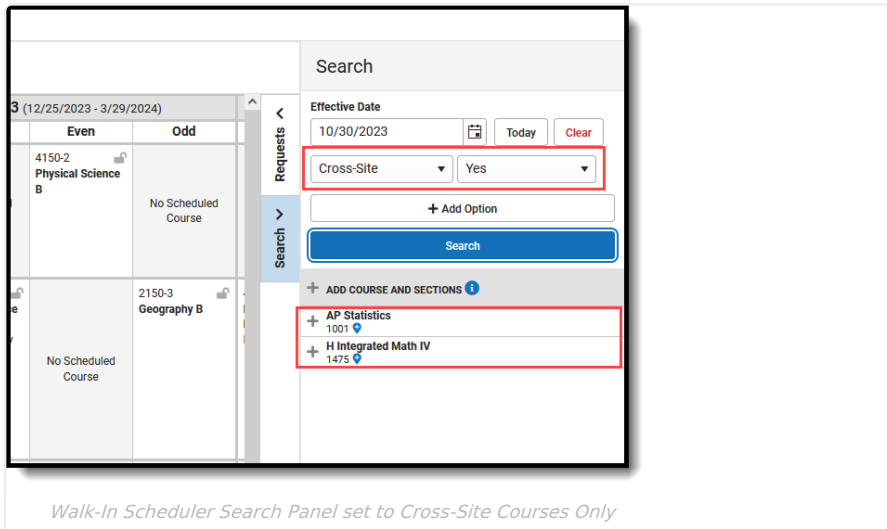 Search
3 (12/25/2023 - 3/29/2024)
Even Odd
4150-2
Physical Science
B
No Scheduled
Course
2150-3
Geography B
No Scheduled
Course
Requests
Search
Effective Date
10/30/2023 Today Clear
Cross-Site Yes
+ Add Option
Search
+ ADD COURSE AND SECTIONS
+ AP Statistics
1001
+ H Integrated Math IV
1475
Walk-In Scheduler Search Panel set to Cross-Site Courses Only